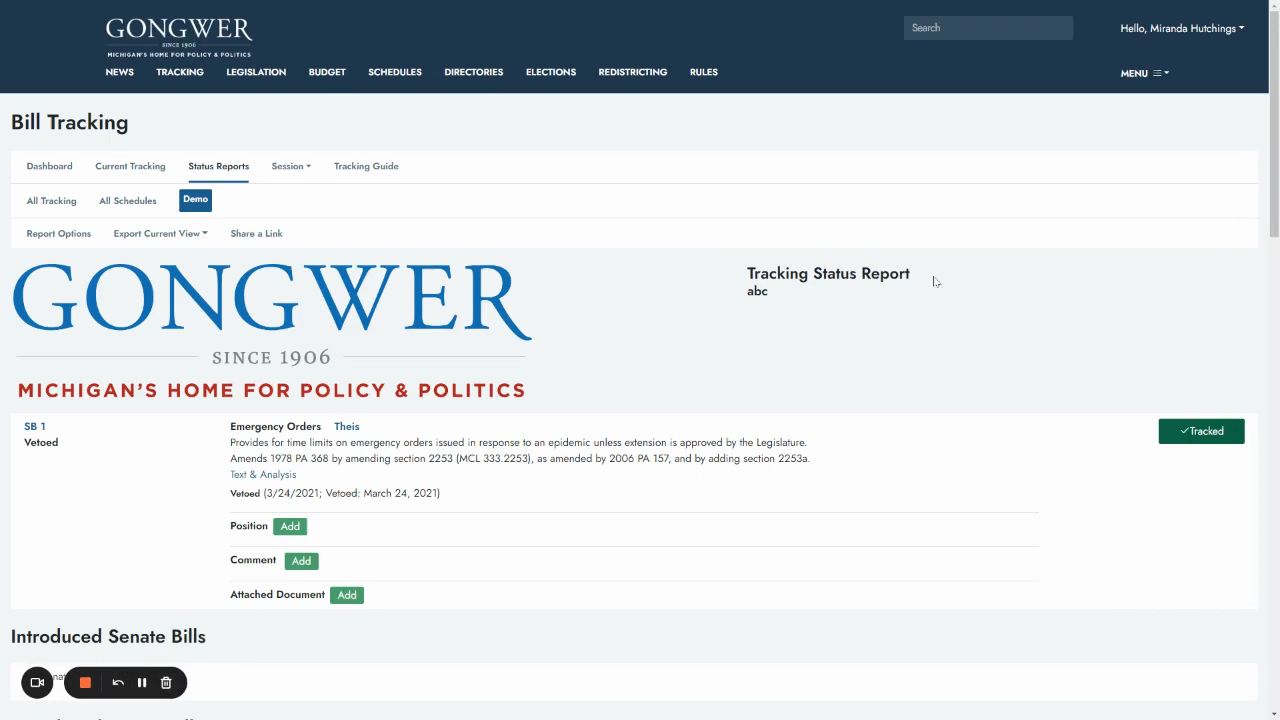 GONGWER
SINCE 1906
MICHIGAN'S HOME FOR POLICY & POLITICS
Search
Hello, Miranda Hutchings
NEWS TRACKING LEGISLATION BUDGET SCHEDULES DIRECTORIES ELECTIONS REDISTRICTING RULES
MENU
Bill Tracking
Dashboard Current Tracking Status Reports Session Tracking Guide
All Tracking All Schedules Demo
Report Options Export Current View Share a Link
GONGWER
SINCE 1906
MICHIGAN'S HOME FOR POLICY & POLITICS
Tracking Status Report
abc
SB 1
Vetoed
Emergency Orders Theis
Provides for time limits on emergency orders issued in response to an epidemic unless extension is approved by the Legislature.
Amends 1978 PA 368 by amending section 2253 (MCL 333.2253), as amended by 2006 PA 157, and by adding section 2253a.
Text & Analysis
Vetoed (3/24/2021; Vetoed: March 24, 2021)
Position Add
Comment Add
Attached Document Add
✓Tracked
Introduced Senate Bills